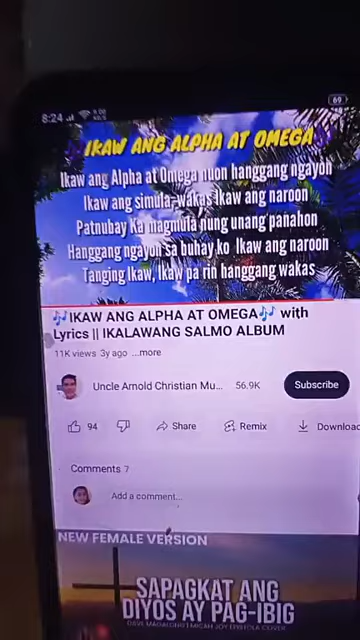 8:24
69
IKAW ANG ALPHA AT OMEGA
Ikaw ang Alpha at Omega nuon hanggang ngayon
Ikaw ang simula-wakas Ikaw ang naroon
Patnubay Ka magmula nung unang panahon
Hanggang ngayon sa buhay ko Ikaw ang naroon
Tanging Ikaw, Ikaw pa rin hanggang wakas
🎶IKAW ANG ALPHA AT OMEGA🎶 with
Lyrics || IKALAWANG SALMO ALBUM
11K views 3y ago ...more
Uncle Arnold Christian Mu... 56.9K Subscribe
94 Share Remix Download
Comments 7
Add a comment...
NEW FEMALE VERSION
SAPAGKAT ANG
DIYOS AY PAG-IBIG